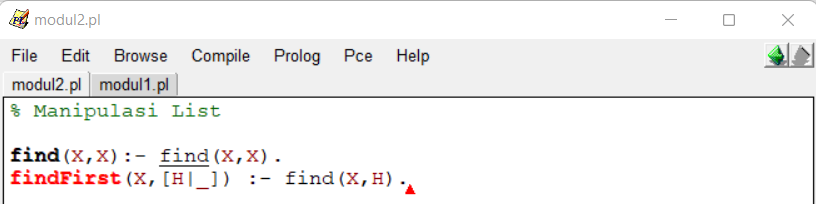 modul2.pl
File Edit Browse Compile Prolog Pce Help
modul2.pl modul1.pl
% Manipulasi List
find(X,X):- find(X,X).
findFirst(X,[H|_]) :- find(X,H).